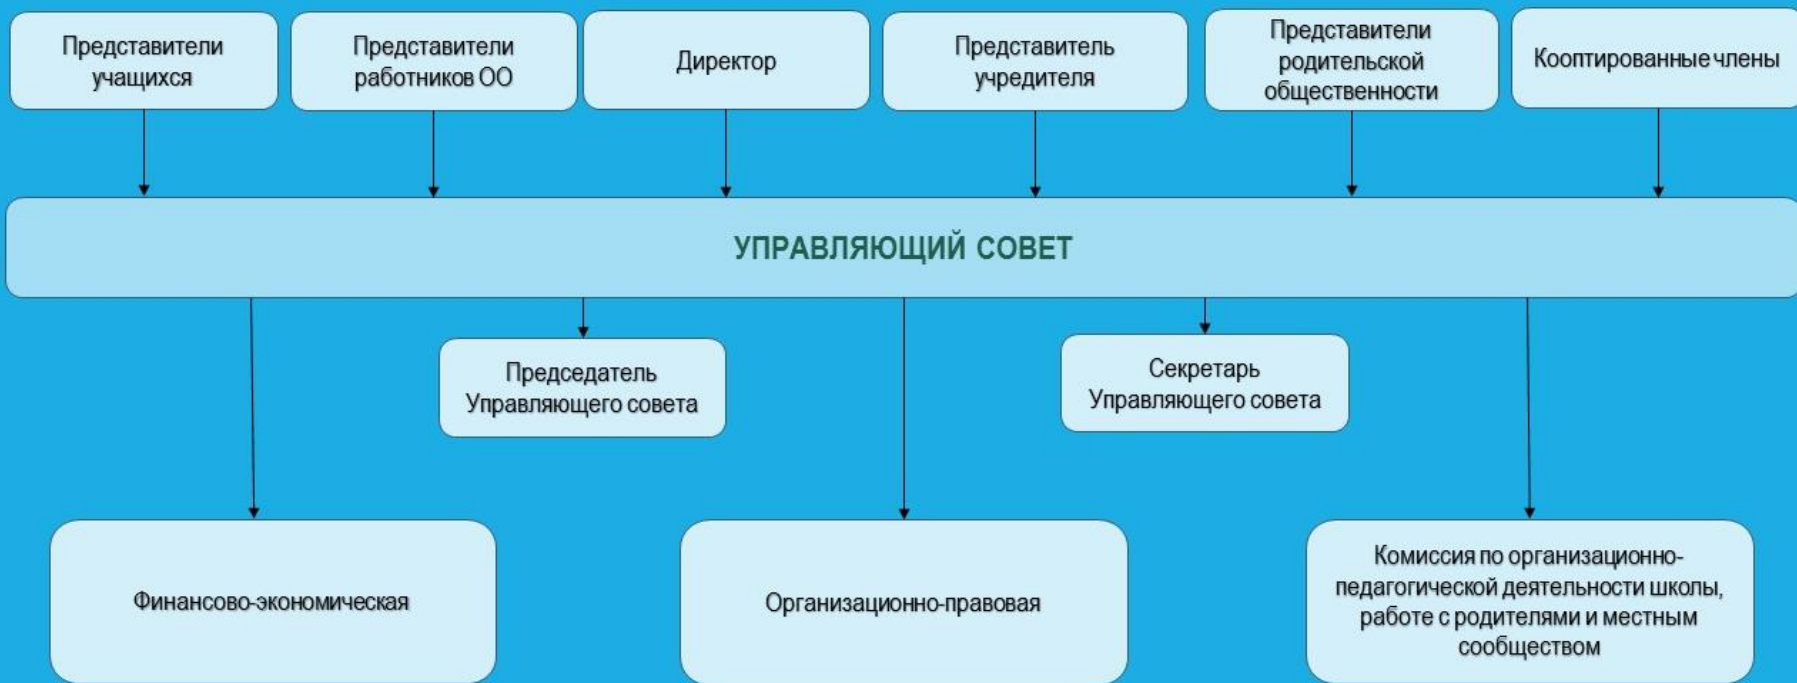 Представители
учащихся
Представители
работников ОО
Директор
Представитель
учредителя
Представители
родительской
общественности
Кооптированные члены
УПРАВЛЯЮЩИЙ СОВЕТ
Председатель
Управляющего совета
Секретарь
Управляющего совета
Финансово-экономическая
Организационно-правовая
Комиссия по организационно-
педагогической деятельности школы,
работе с родителями и местным
сообществом